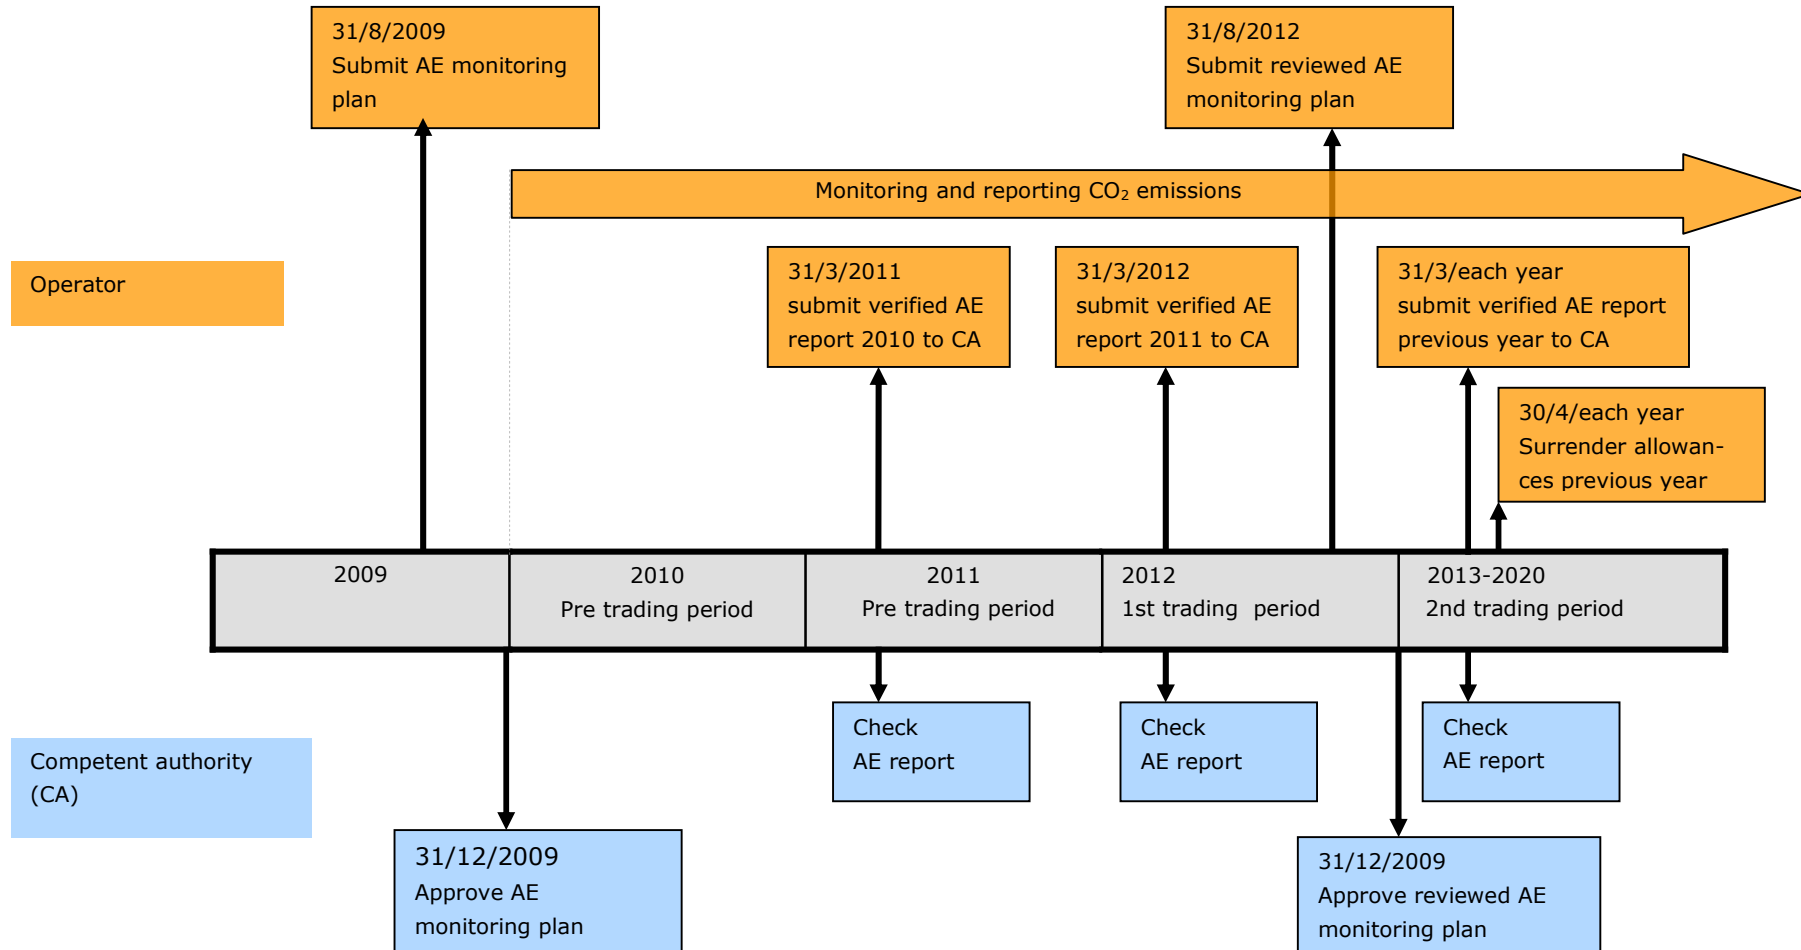 31/8/2009
Submit AE monitoring
plan
31/8/2012
Submit reviewed AE
monitoring plan
Monitoring and reporting CO₂ emissions
Operator
31/3/2011
submit verified AE
report 2010 to CA
31/3/2012
submit verified AE
report 2011 to CA
31/3/each year
submit verified AE report
previous year to CA
30/4/each year
Surrender allowan-
ces previous year
2009
2010
Pre trading period
2011
Pre trading period
2012
1st trading period
2013-2020
2nd trading period
Competent authority
(CA)
Check
AE report
Check
AE report
Check
AE report
31/12/2009
Approve AE
monitoring plan
31/12/2009
Approve reviewed AE
monitoring plan